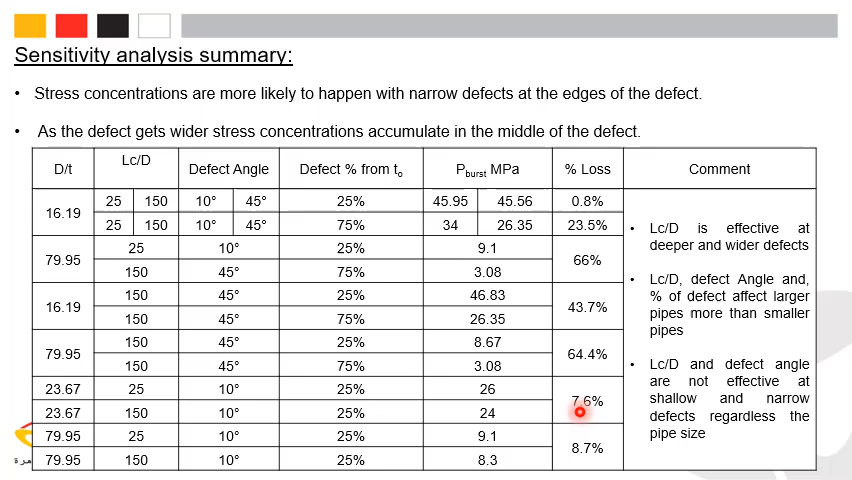 Sensitivity analysis summary:
• Stress concentrations are more likely to happen with narrow defects at the edges of the defect.
• As the defect gets wider stress concentrations accumulate in the middle of the defect.
D/t Lc/D Defect Angle Defect % from to Pburst MPa % Loss Comment
16.19 25 150 10° 45° 25% 45.95 45.56 0.8%
25 150 10° 45° 75% 34 26.35 23.5%
79.95 25 10° 25% 9.1 66%
150 45° 75% 3.08
16.19 150 45° 25% 46.83 43.7%
150 45° 75% 26.35
79.95 150 45° 25% 8.67 64.4%
150 45° 75% 3.08
23.67 25 10° 25% 26 7.6%
23.67 150 10° 25% 24
79.95 25 10° 25% 9.1 8.7%
79.95 150 10° 25% 8.3
• Lc/D is effective at
deeper and wider defects
• Lc/D, defect Angle and,
% of defect affect larger
pipes more than smaller
pipes
• Lc/D and defect angle
are not effective at
shallow and narrow
defects regardless the
pipe size